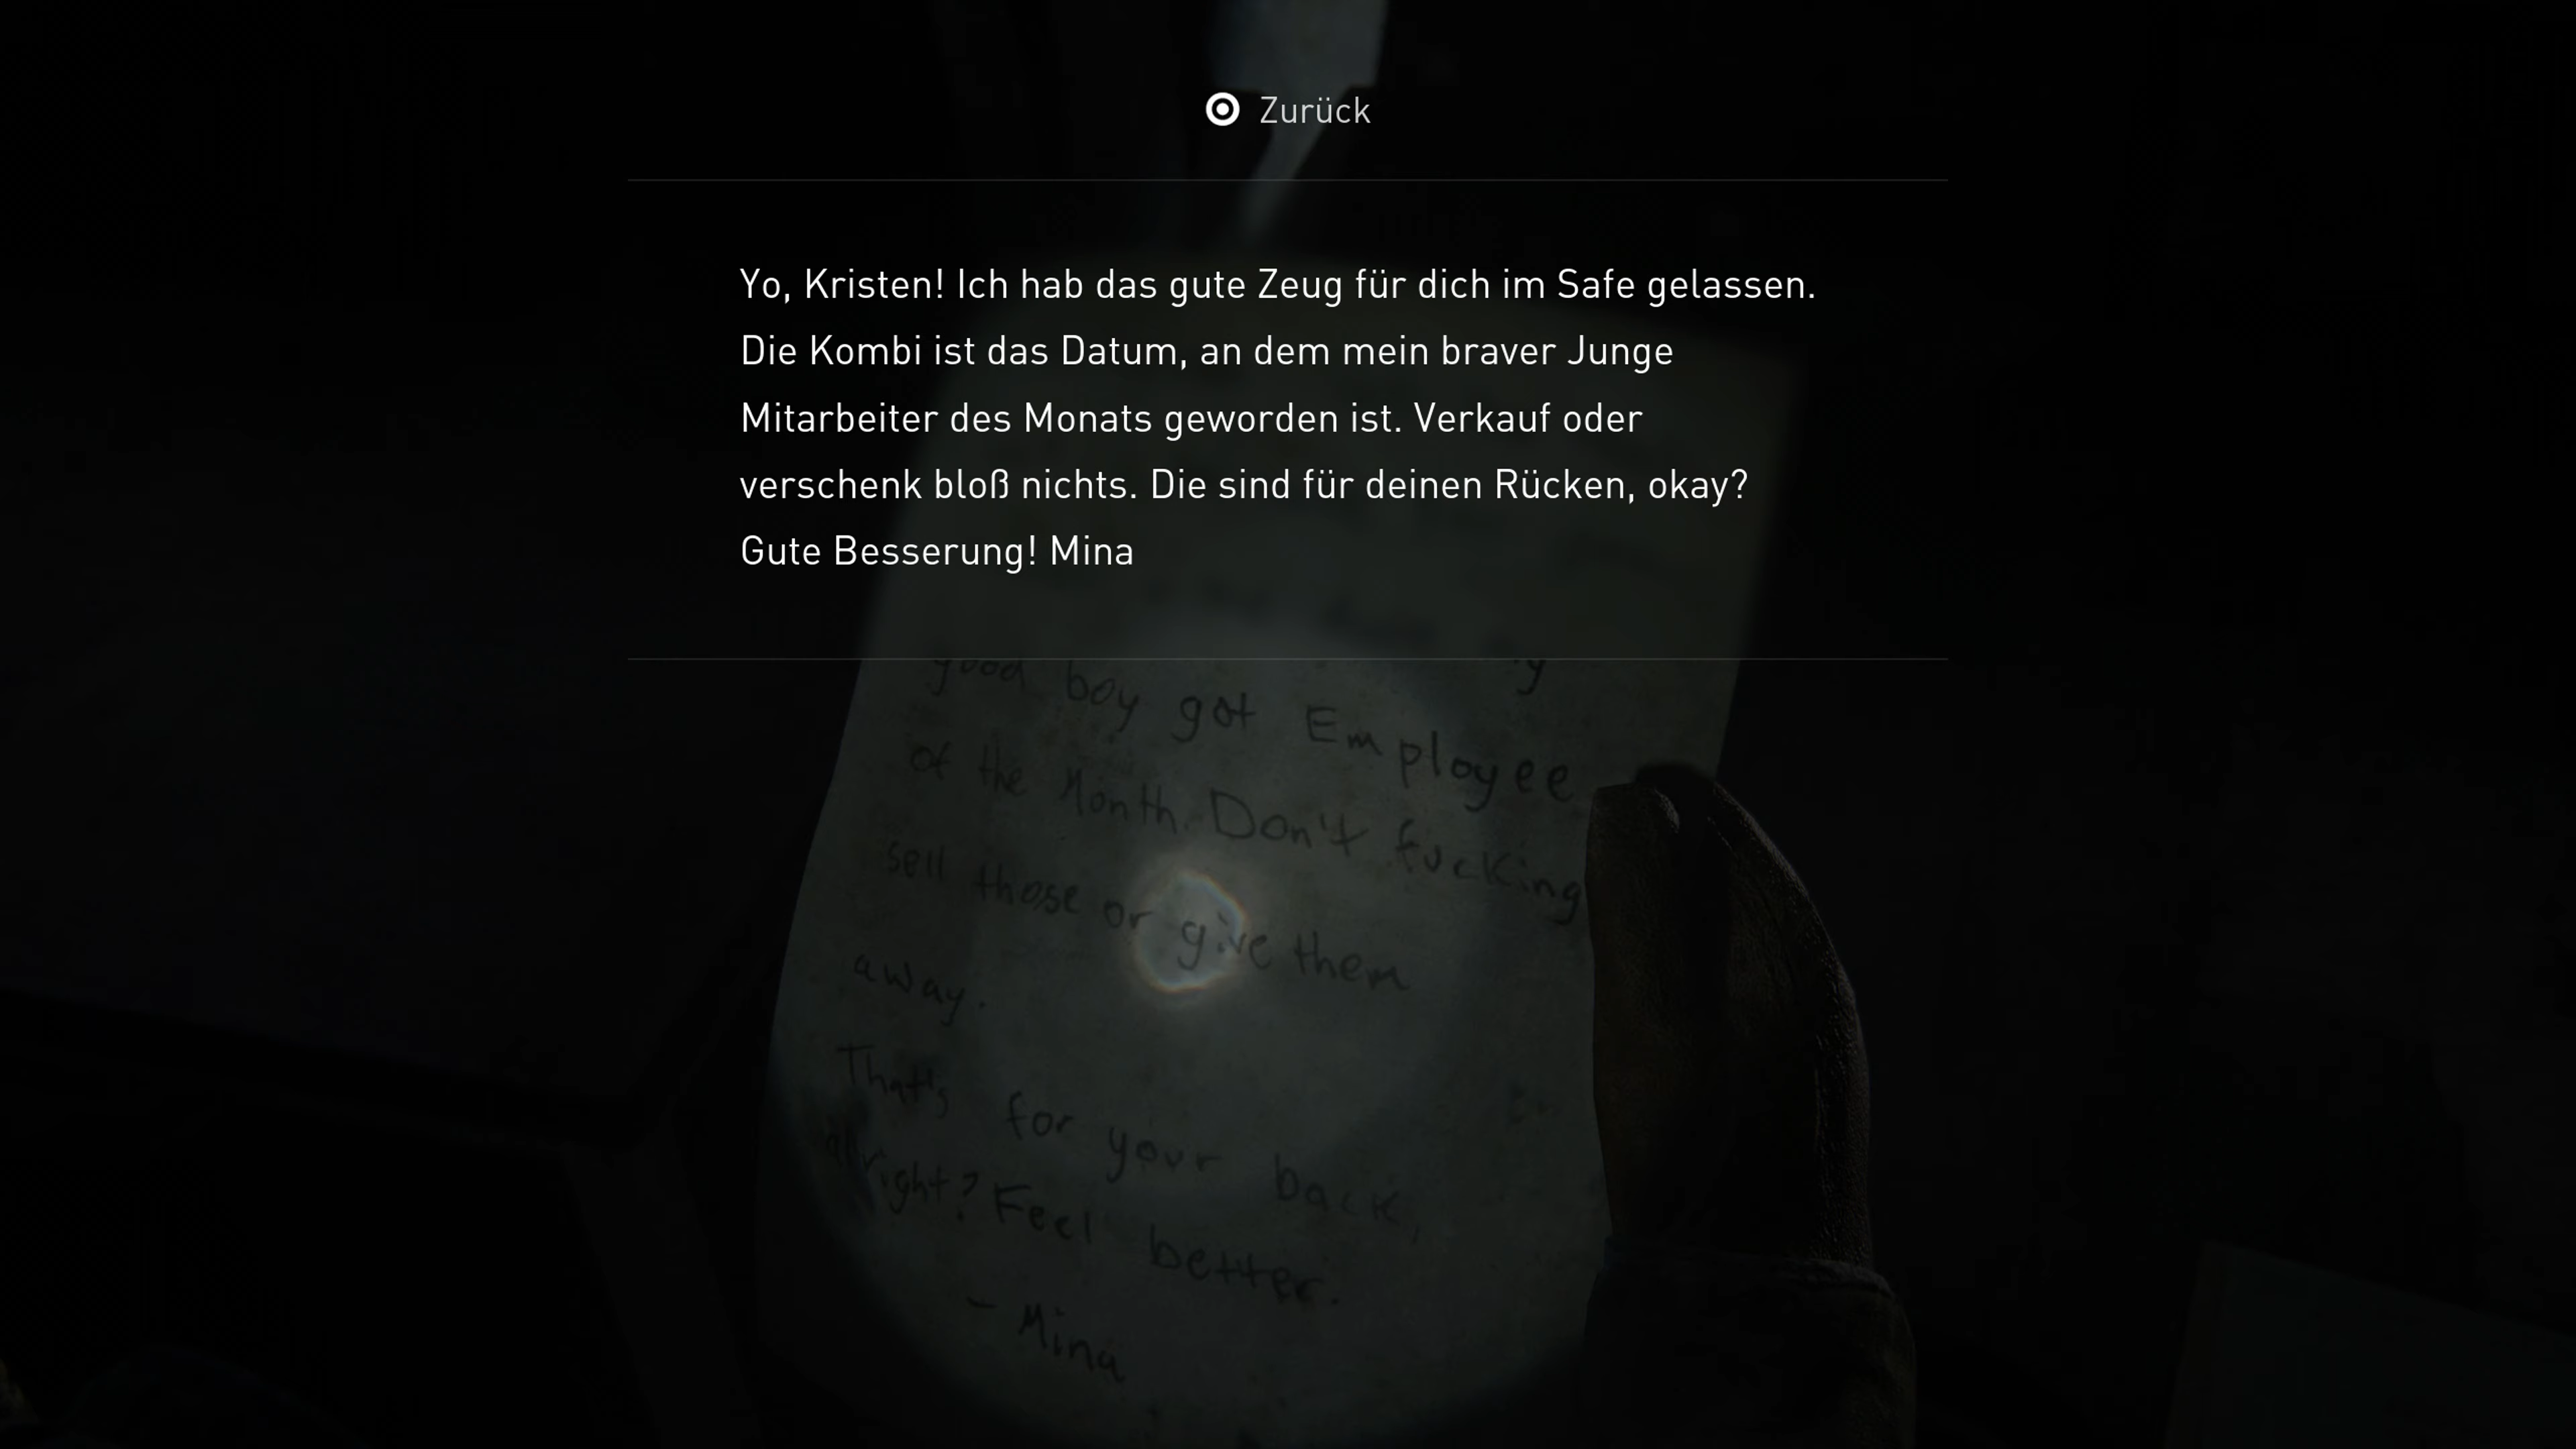 Zurück
Yo, Kristen! Ich hab das gute Zeug für dich im Safe gelassen.
Die Kombi ist das Datum, an dem mein braver Junge
Mitarbeiter des Monats geworden ist. Verkauf oder
verschenk bloß nichts. Die sind für deinen Rücken, okay?
Gute Besserung! Mina
good boy got Employee
of the Month. Don't fucking
sell those or give them
away.
That's for your back,
alright? Feel better.
- Mina